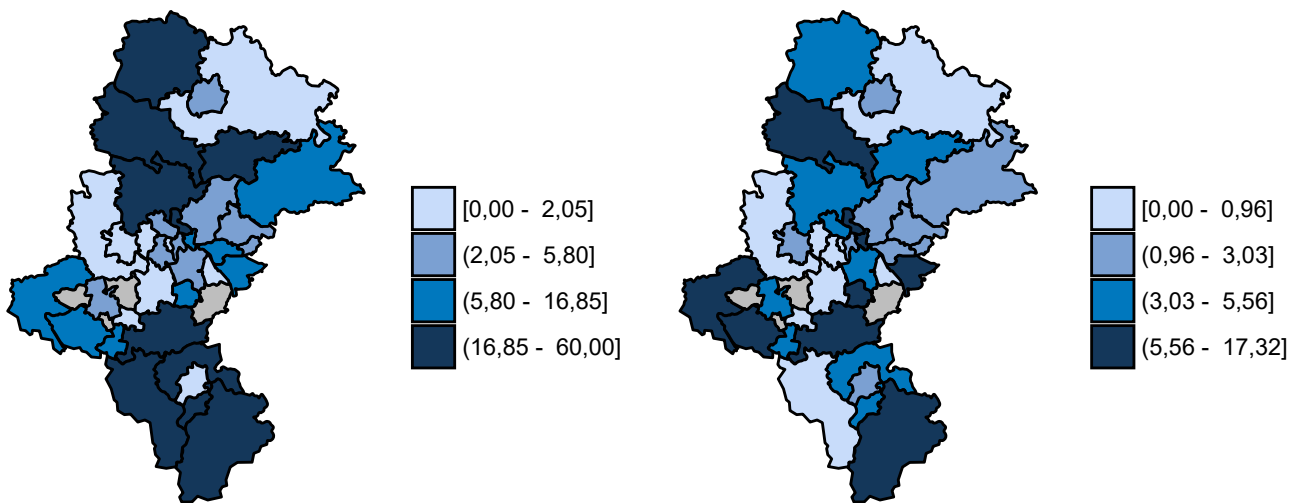 [0,00 - 2,05]
(2,05 - 5,80]
(5,80 - 16,85]
(16,85 - 60,00]
[0,00 - 0,96]
(0,96 - 3,03]
(3,03 - 5,56]
(5,56 - 17,32]